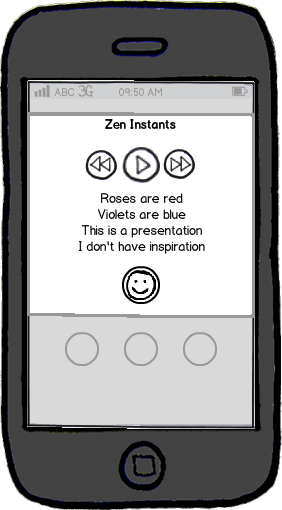 ABC 3G 09:50 AM
Zen Instants
Roses are red
Violets are blue
This is a presentation
I don't have inspiration